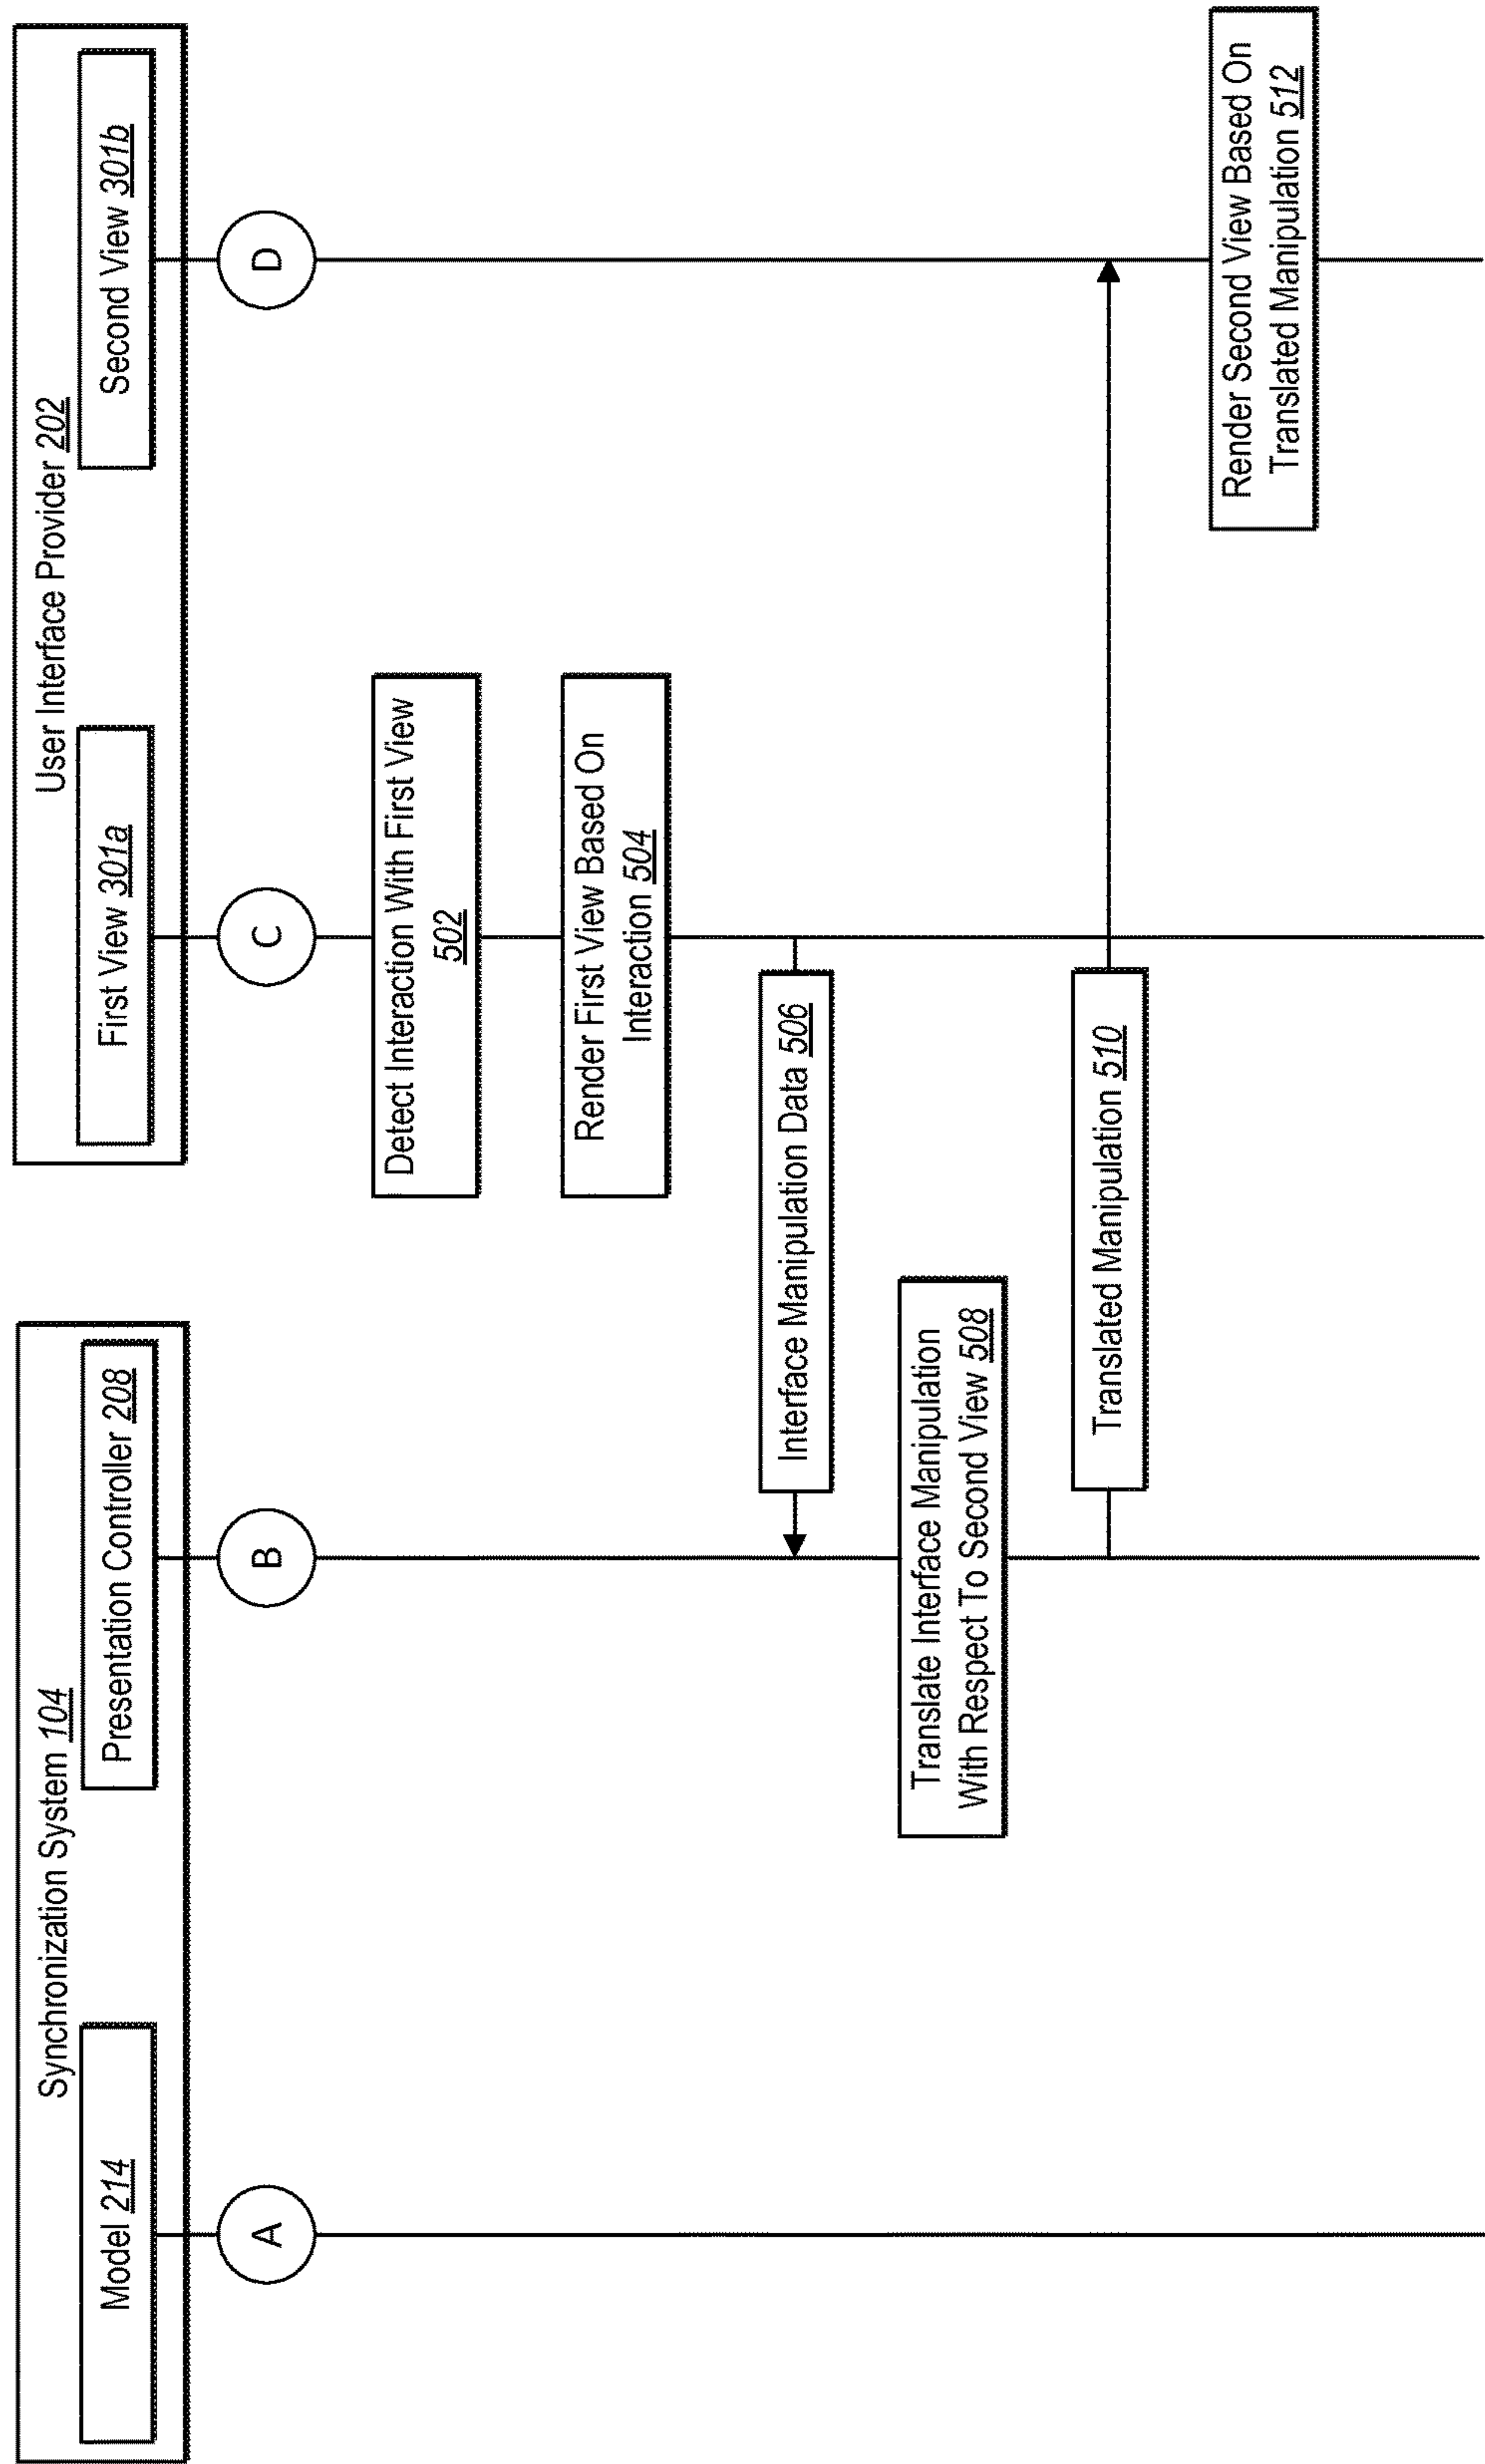 Synchronization System 104
Model 214
Presentation Controller 208
User Interface Provider 202
First View 301a
Second View 301b
A
B
C
D
Detect Interaction With First View
502
Render First View Based On
Interaction 504
Interface Manipulation Data 506
Translate Interface Manipulation
With Respect To Second View 508
Translated Manipulation 510
Render Second View Based On
Translated Manipulation 512